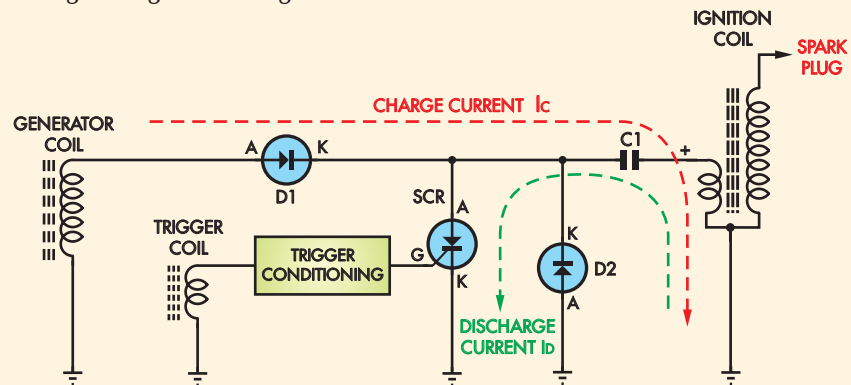 IGNITION
COIL
SPARK
PLUG
CHARGE CURRENT IC
GENERATOR
COIL
A
K
D1
C1
+
SCR
A
TRIGGER
COIL
TRIGGER
CONDITIONING
G
K
K
D2
A
DISCHARGE
CURRENT ID